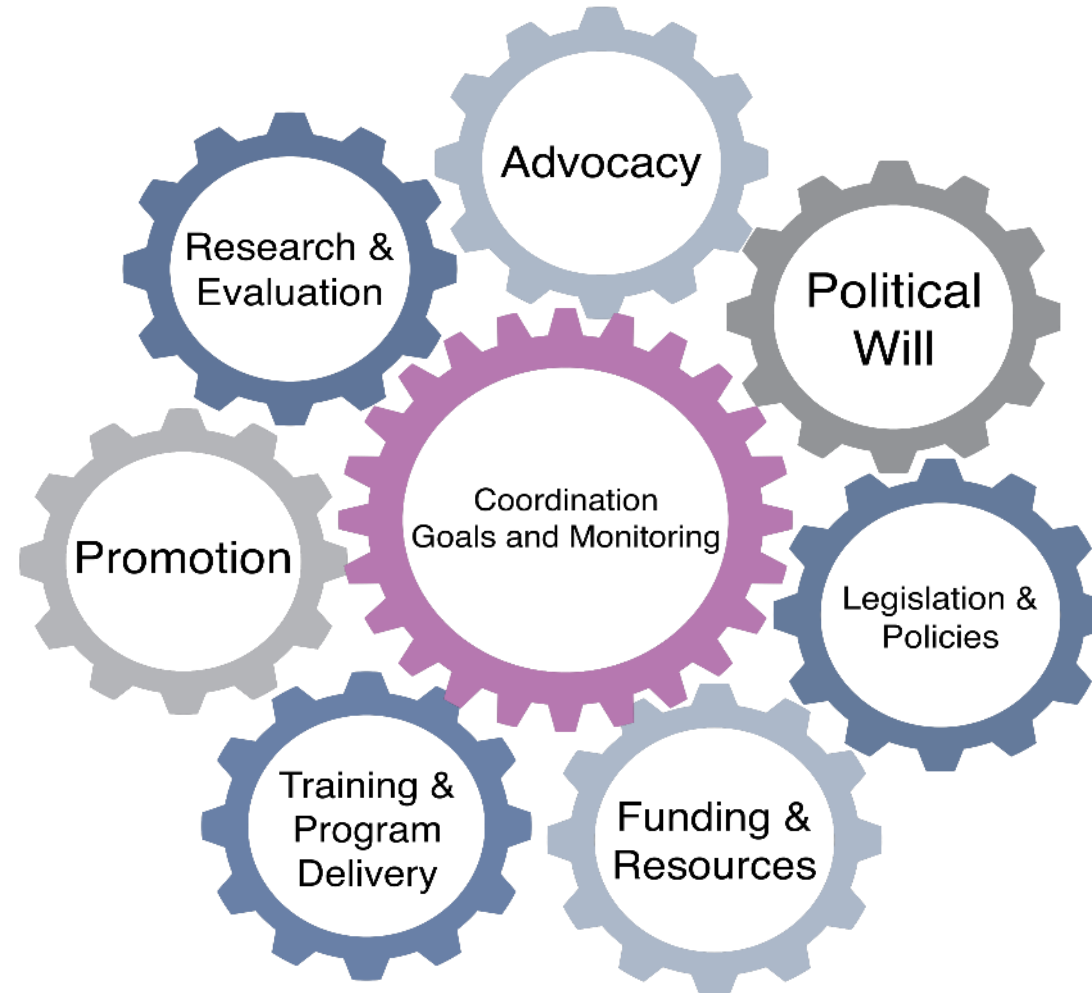 Advocacy
Research &
Evaluation
Political
Will
Coordination
Goals and Monitoring
Promotion
Legislation &
Policies
Training &
Program
Delivery
Funding &
Resources